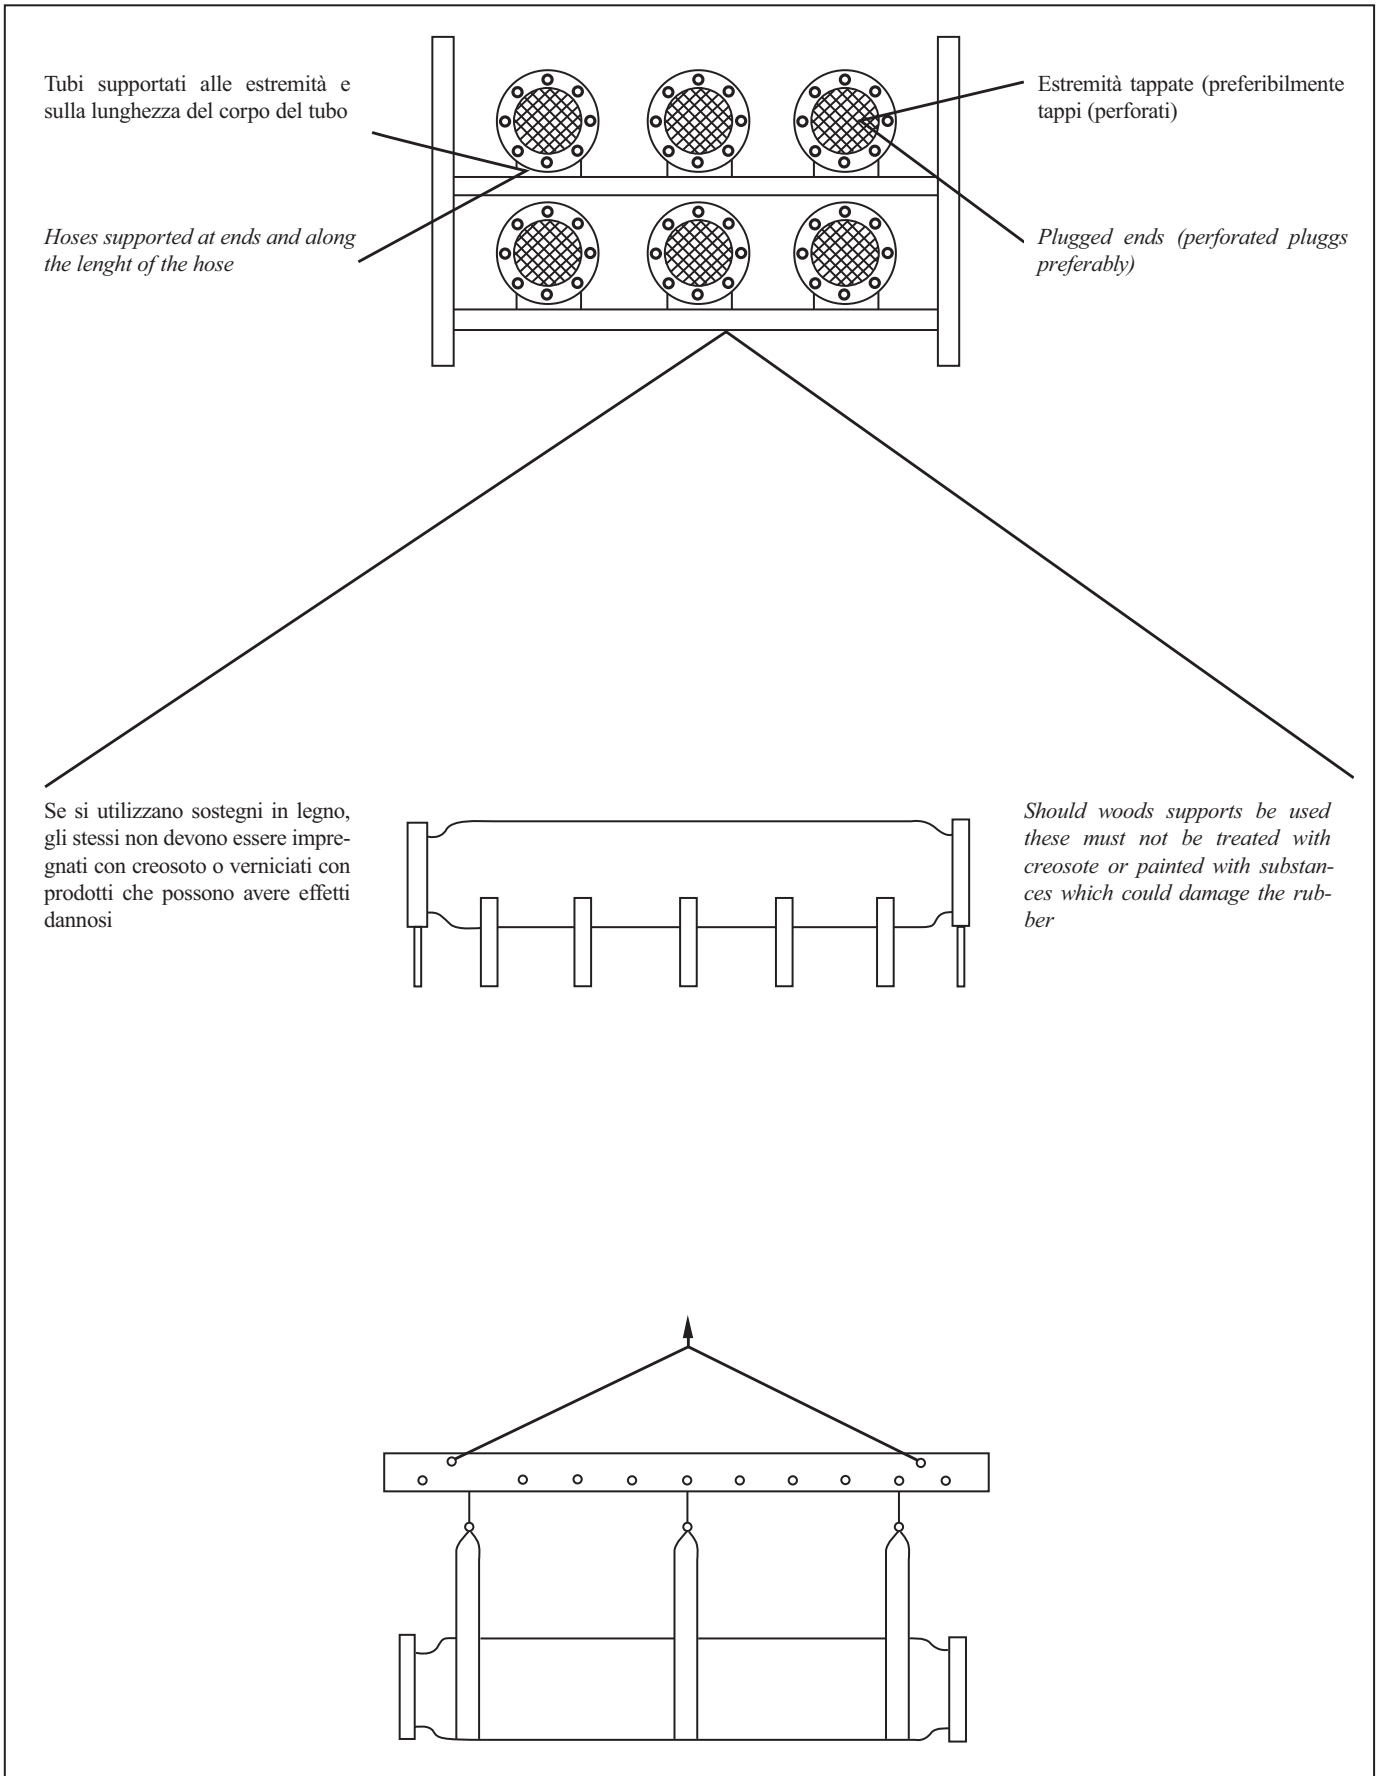 Tubi supportati alle estremità e
sulla lunghezza del corpo del tubo
Hoses supported at ends and along
the lenght of the hose
Estremità tappate (preferibilmente
tappi (perforati)
Plugged ends (perforated pluggs
preferably)
Se si utilizzano sostegni in legno,
gli stessi non devono essere impre-
gnati con creosoto o verniciati con
prodotti che possono avere effetti
dannosi
Should woods supports be used
these must not be treated with
creosote or painted with substan-
ces which could damage the rub-
ber